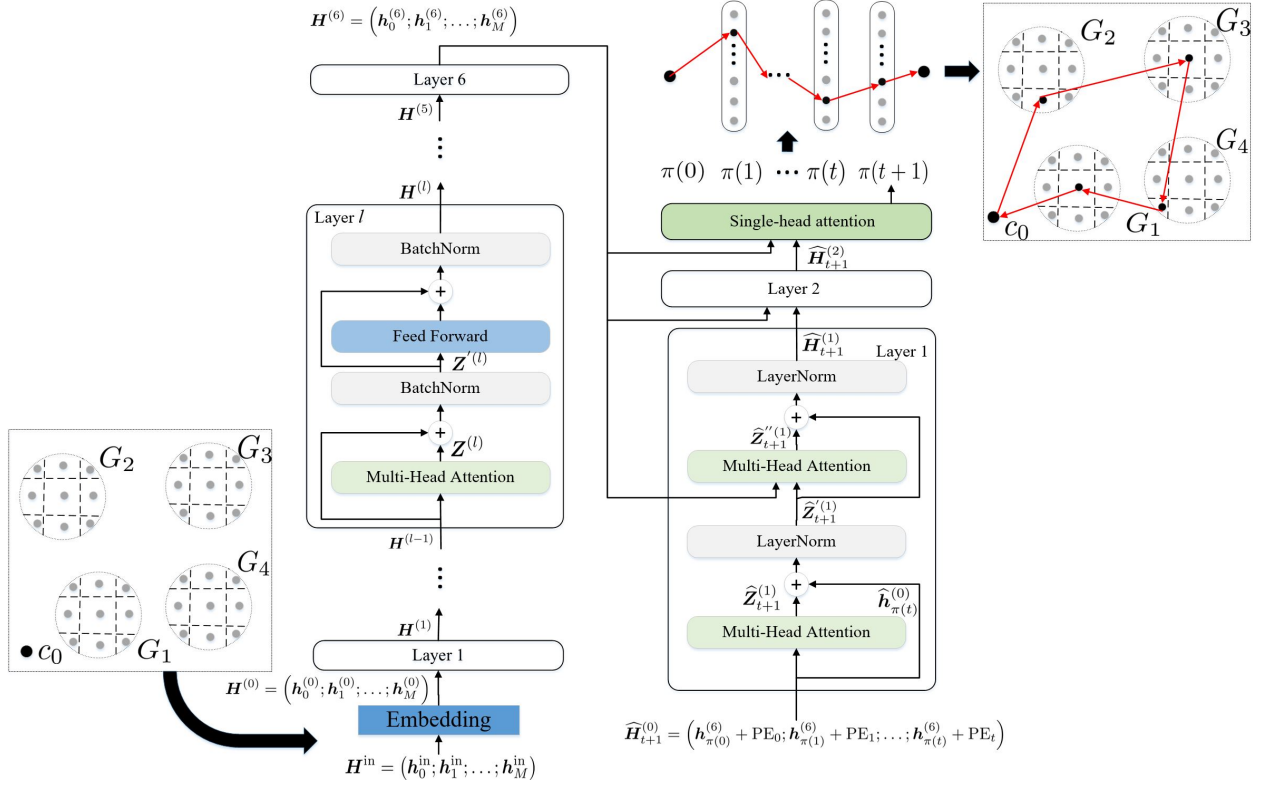 H^(6) = (h_0^(6); h_1^(6); … ; h_M^(6))
Layer 6
H^(5)
⋮
H^(l)
Layer l
BatchNorm
+
Feed Forward
Z'^(l)
BatchNorm
+
Z^(l)
Multi-Head Attention
H^(l−1)
⋮
H^(1)
Layer 1
H^(0) = (h_0^(0); h_1^(0); … ; h_M^(0))
Embedding
H^in = (h_0^in; h_1^in; … ; h_M^in)
G_2
G_3
G_4
G_1
c_0
π(0) π(1) ⋯ π(t) π(t + 1)
Single-head attention
Ĥ_{t+1}^(2)
Layer 2
Ĥ_{t+1}^(1)
Layer 1
LayerNorm
+
Ẑ''_{t+1}^(1)
Multi-Head Attention
Ẑ'_{t+1}^(1)
LayerNorm
+
Ẑ_{t+1}^(1)
ĥ_{π(t)}^(0)
Multi-Head Attention
Ĥ_{t+1}^(0) = (h_{π(0)}^(6) + PE_0; h_{π(1)}^(6) + PE_1; … ; h_{π(t)}^(6) + PE_t)
G_2
G_3
G_4
G_1
c_0